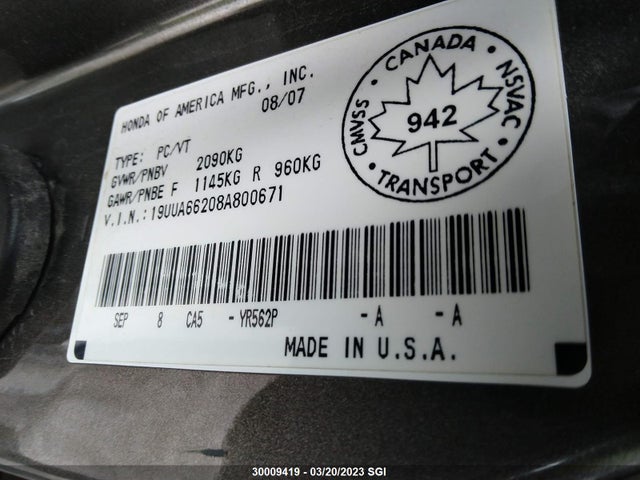 HONDA OF AMERICA MFG., INC.
08/07
TYPE: PC/VT
GVWR/PNBV 2090KG
GAWR/PNBE F 1145KG R 960KG
V.I.N.: 19UUA66208A800671
CANADA
CMVSS
942
NSVAC
TRANSPORT
SEP 8 CA5 -YR562P -A -A
MADE IN U.S.A.
30009419 - 03/20/2023 SGI